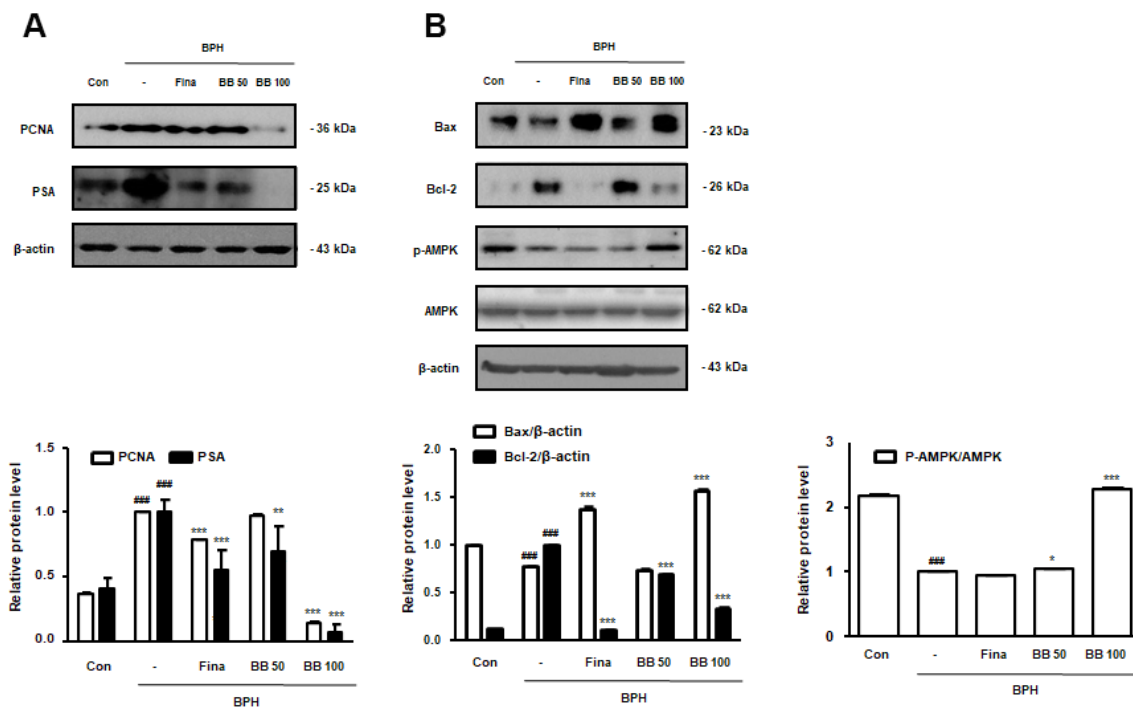 A
BPH
Con - Fina BB 50 BB 100
PCNA - 36 kDa
PSA - 25 kDa
β-actin - 43 kDa
B
BPH
Con - Fina BB 50 BB 100
Bax - 23 kDa
Bcl-2 - 26 kDa
p-AMPK - 62 kDa
AMPK - 62 kDa
β-actin - 43 kDa
Relative protein level
1.5
1.0
0.5
0.0
PCNA PSA
### ###
*** ***
**
*** ***
Con - Fina BB 50 BB 100
BPH
Bax/β-actin
Bcl-2/β-actin
Relative protein level
2.0
1.5
1.0
0.5
0.0
### ###
*** ***
***
*** ***
Con - Fina BB 50 BB 100
BPH
P-AMPK/AMPK
Relative protein level
3
2
1
0
###
*
***
Con - Fina BB 50 BB 100
BPH